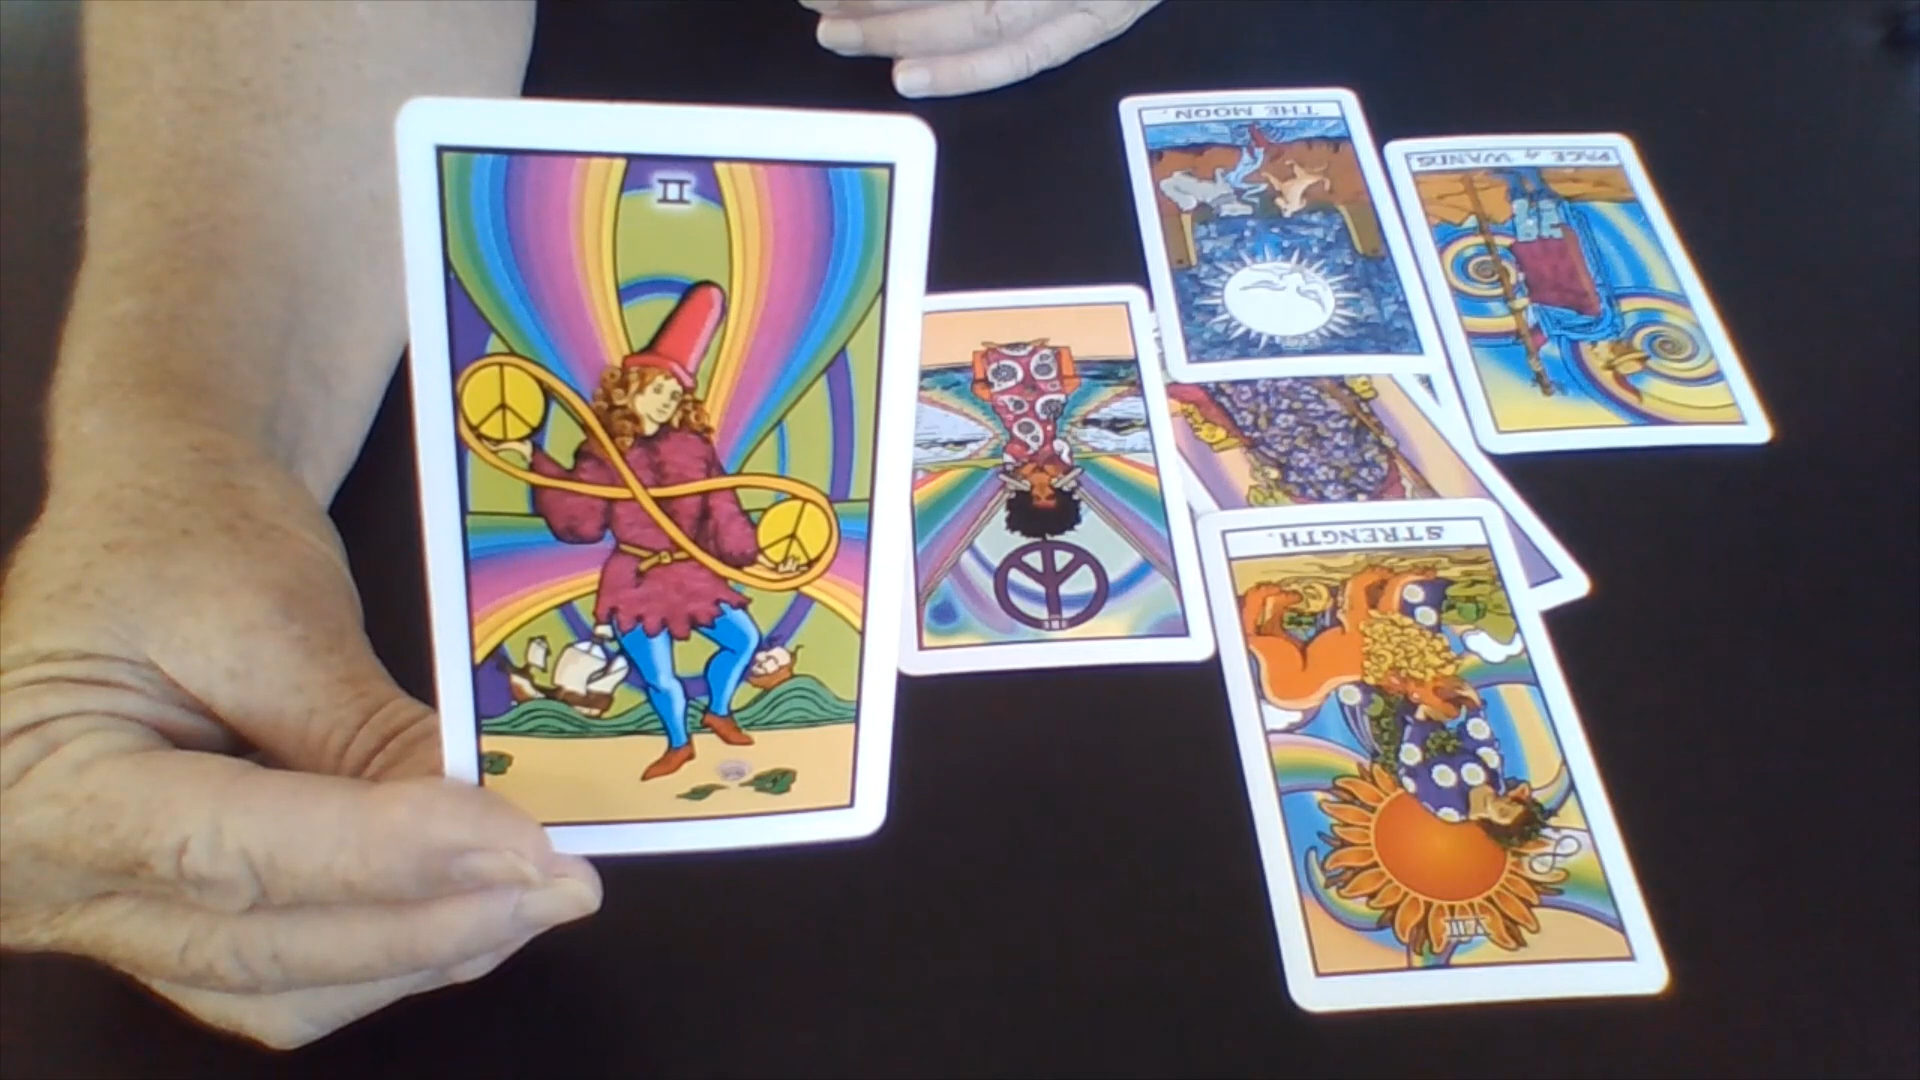 II
THE MOON.
PAGE of WANDS
STRENGTH.
VIII